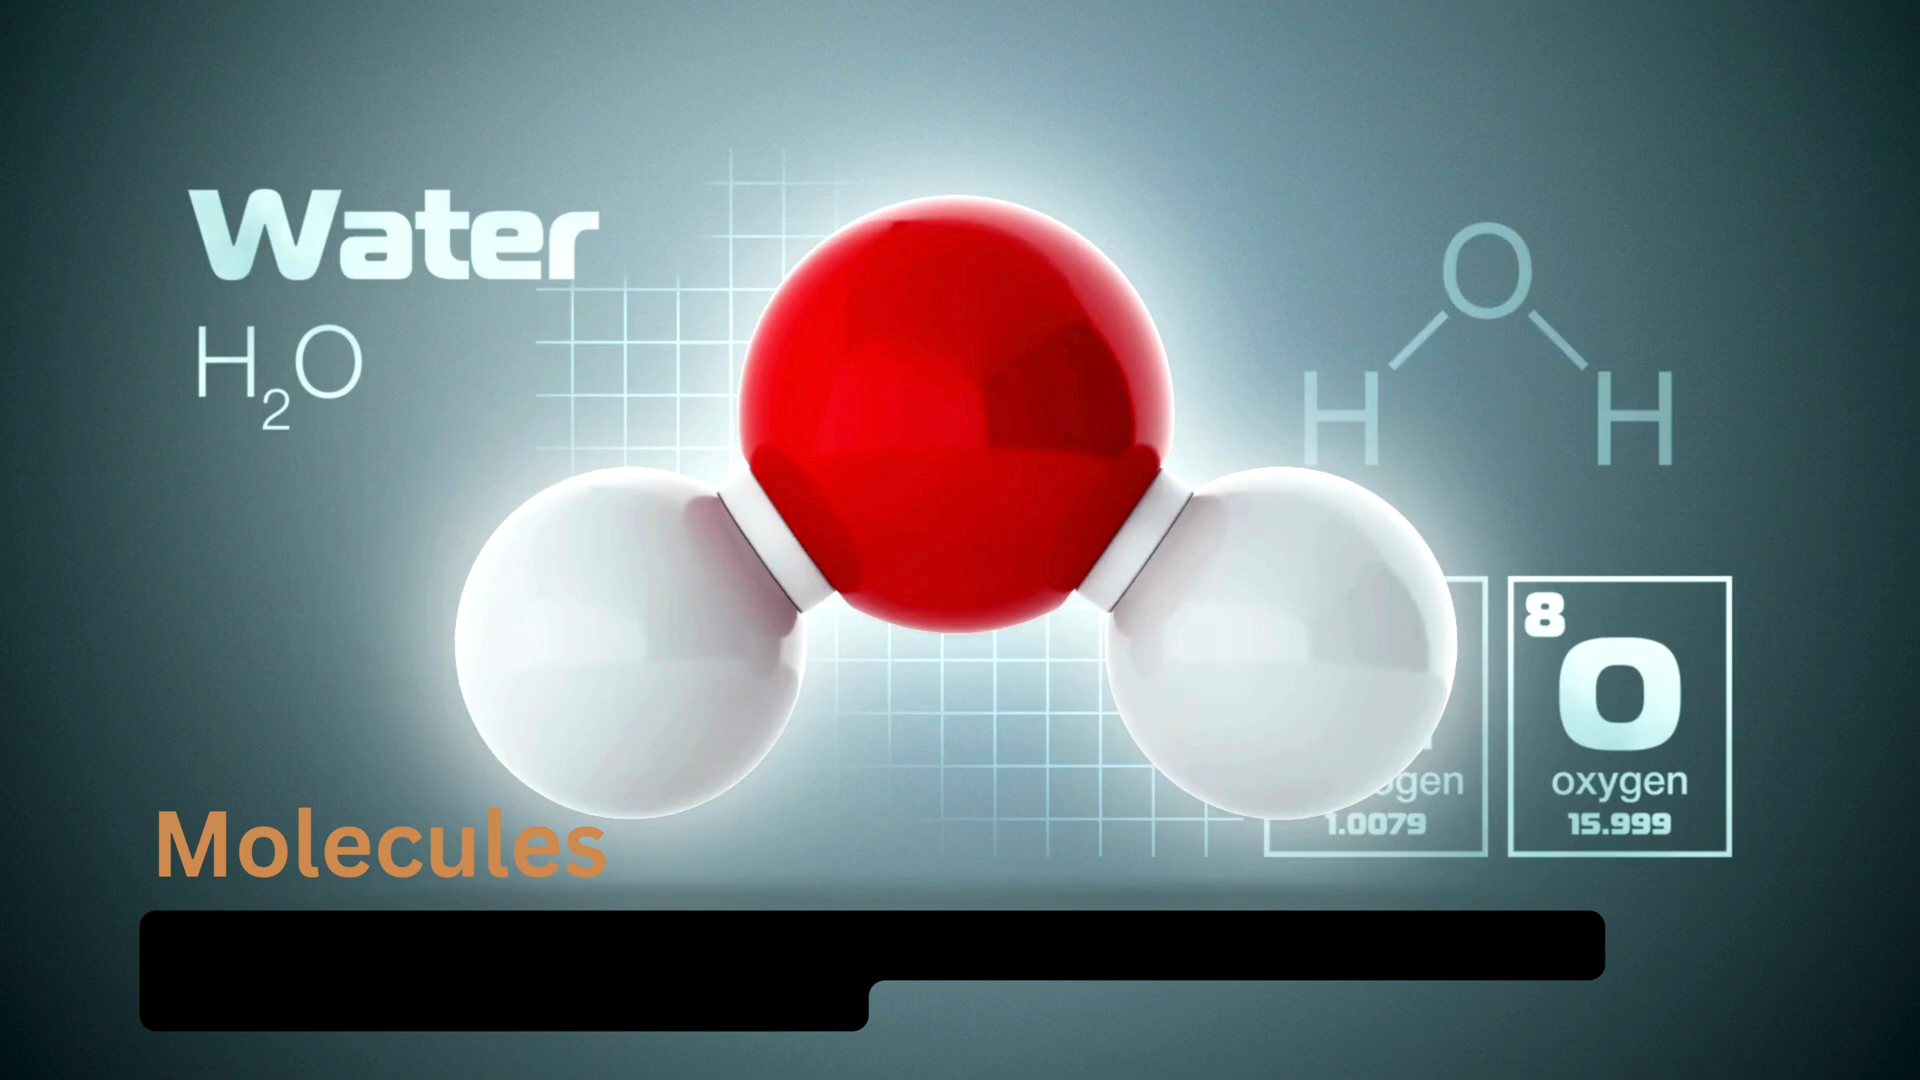 Water
H₂O
O
H H
8
O
oxygen
1.0079 15.999
Molecules